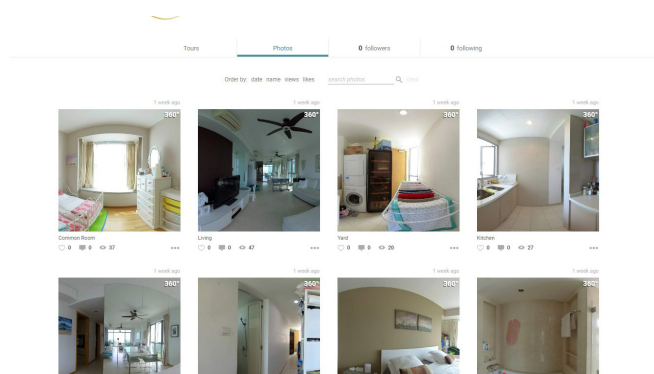 Tours Photos 0 followers 0 following
Order by: date name views likes search photos
1 week ago 1 week ago 1 week ago 1 week ago
360° 360° 360° 360°
Common Room Living Yard Kitchen
0 0 37 0 0 47 0 0 20 0 0 27
1 week ago 1 week ago 1 week ago 1 week ago
360° 360° 360° 360°